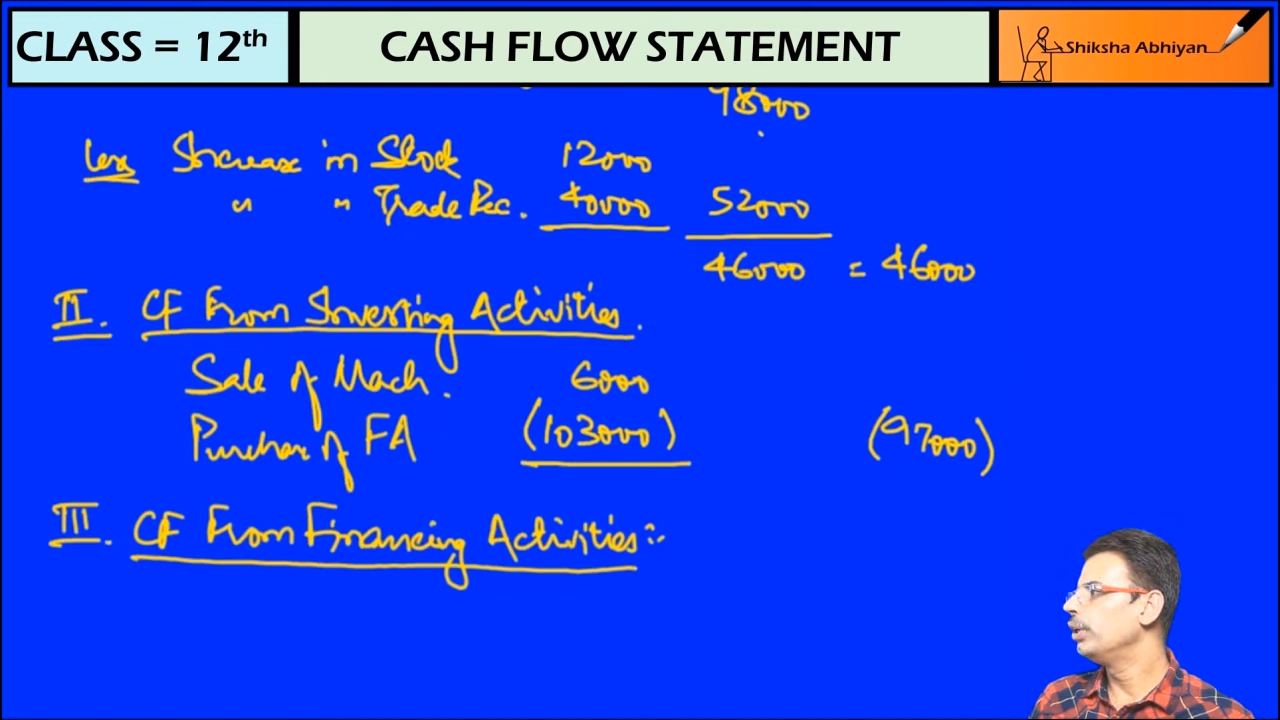 CLASS = 12th
CASH FLOW STATEMENT
Shiksha Abhiyan
98000
Less Increase in Stock 12000
" " Trade Rec. 40000 52000
46000 = 46000
II. CF From Investing Activities.
Sale of Mach. 6000
Purchase of FA (103000) (97000)
III. CF From Financing Activities:-